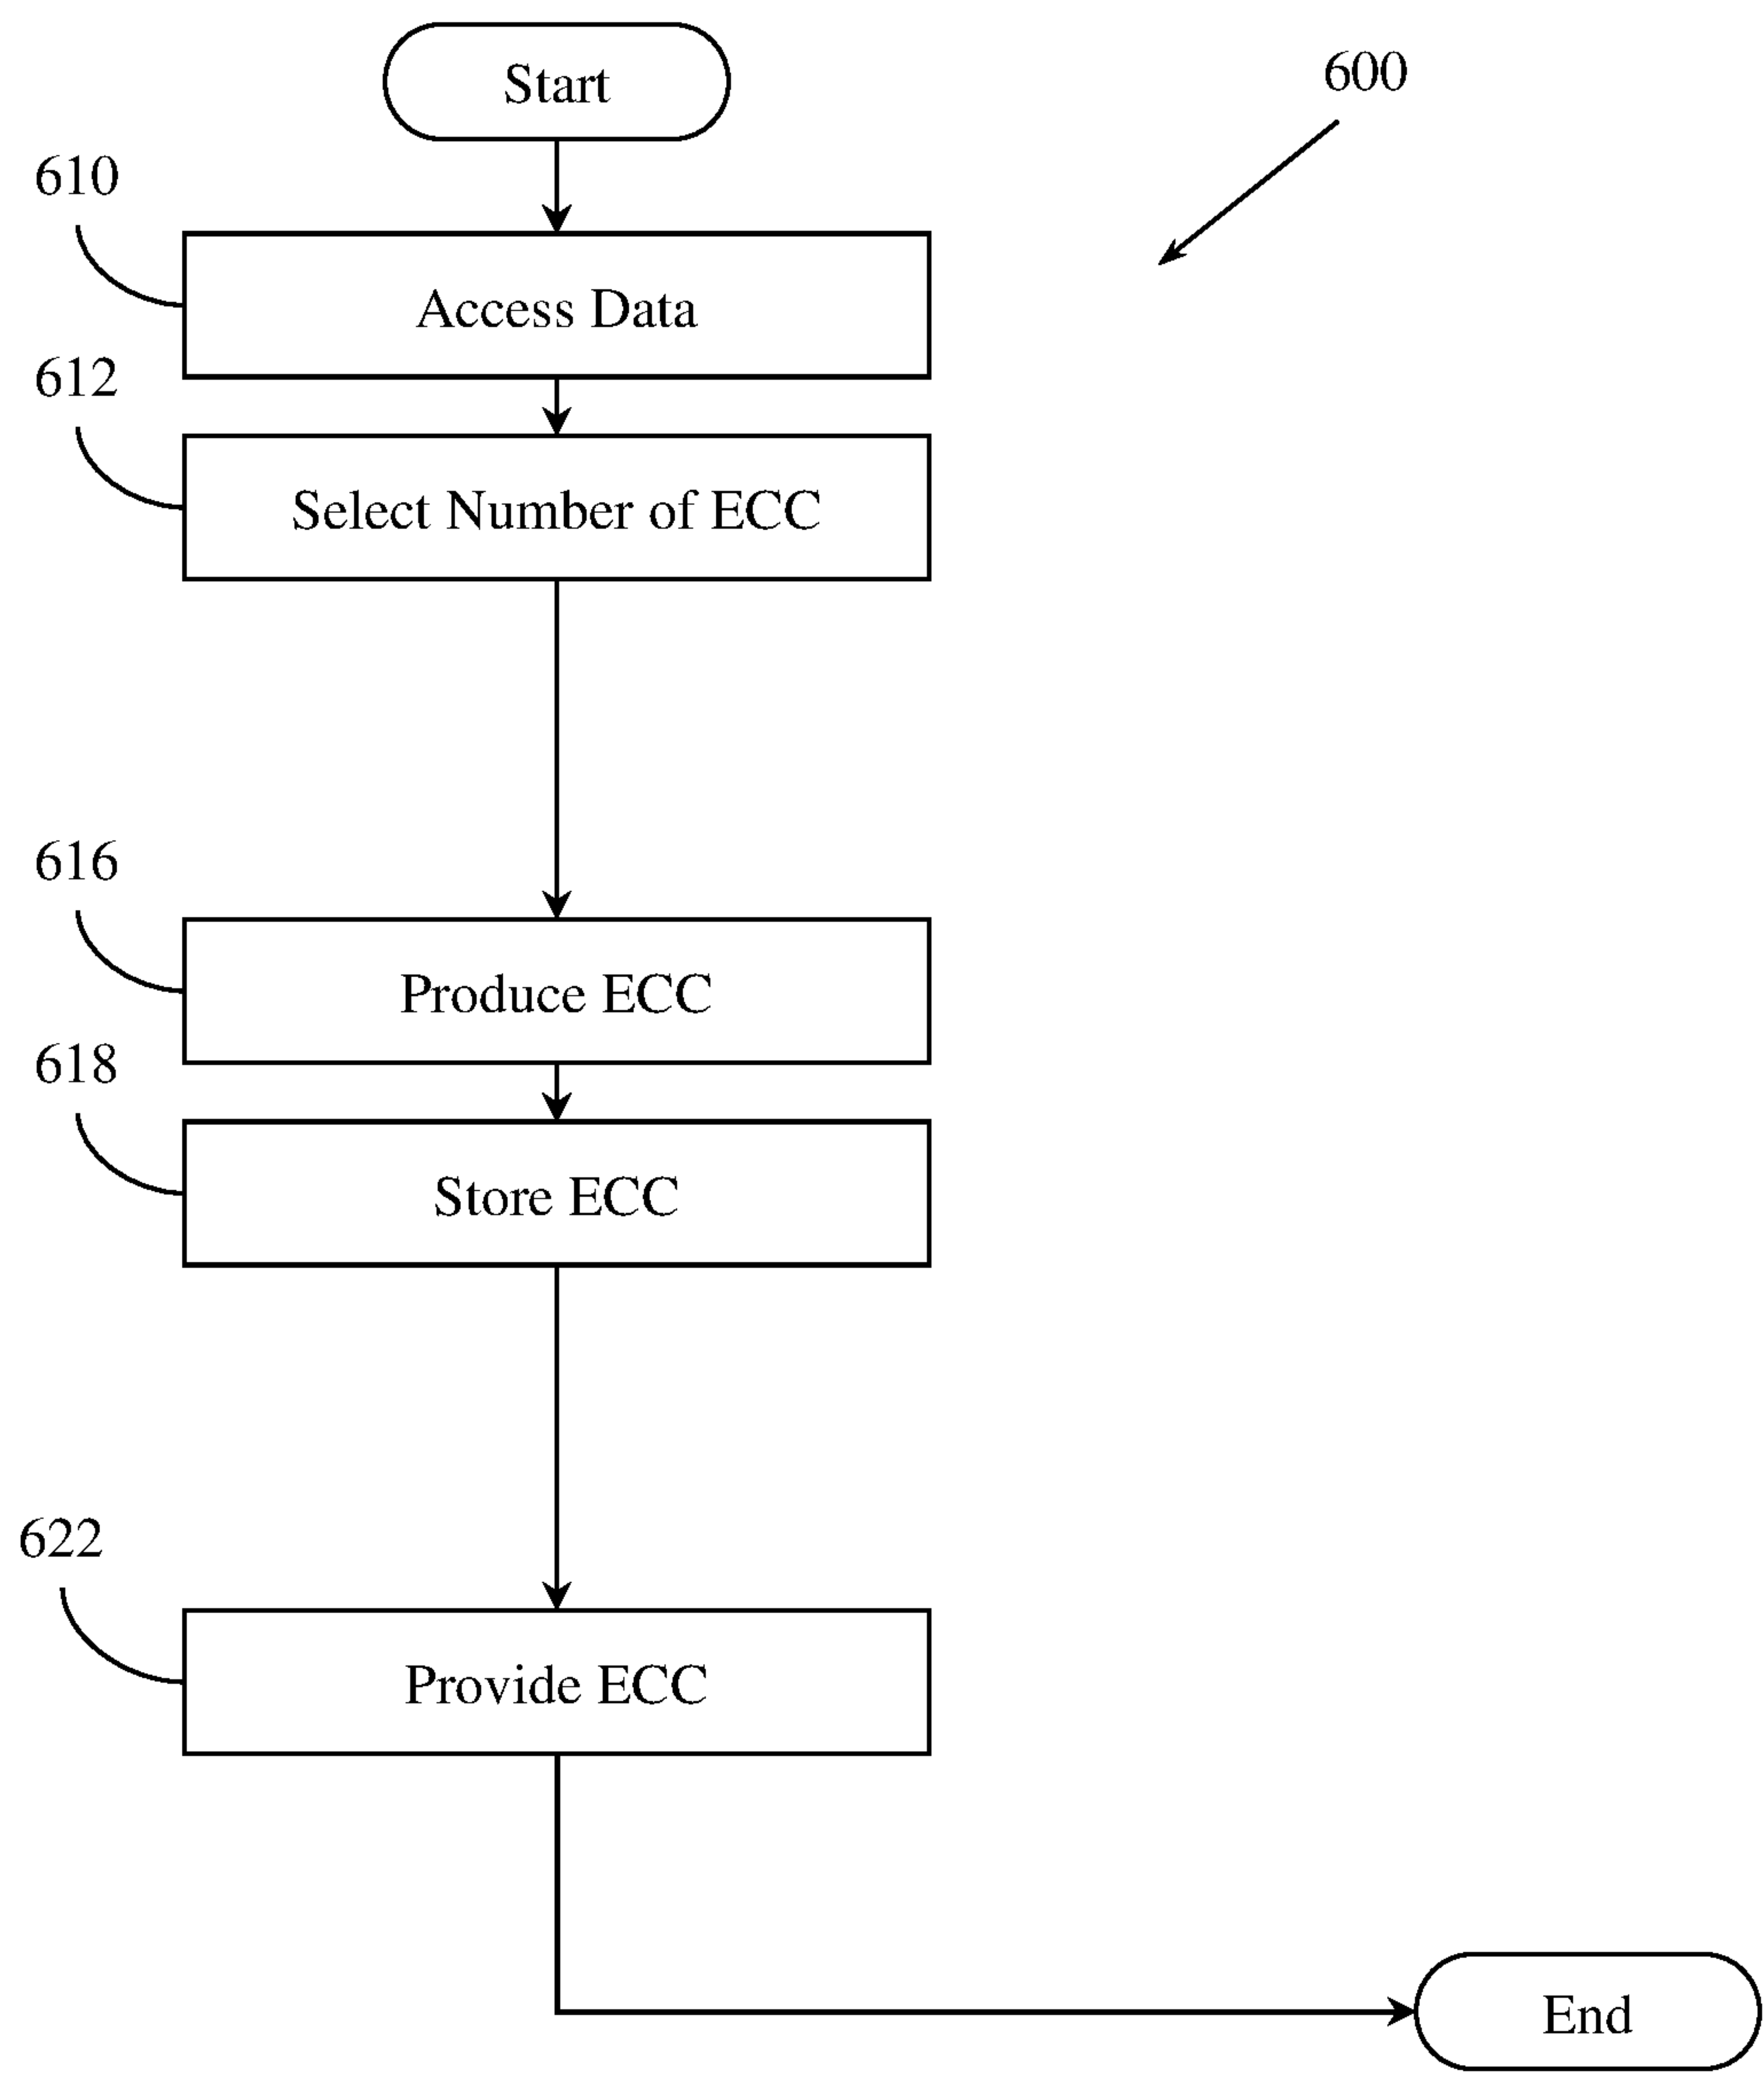 Start
600
610
Access Data
612
Select Number of ECC
616
Produce ECC
618
Store ECC
622
Provide ECC
End